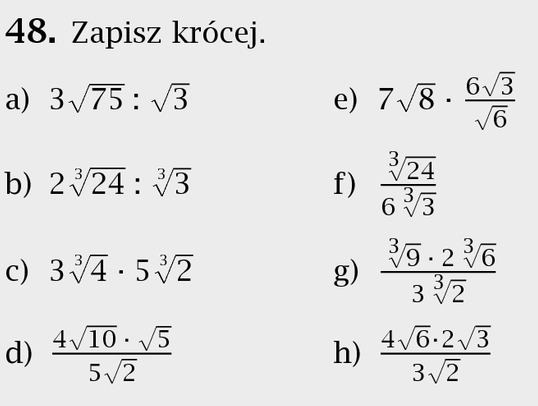 48. Zapisz krócej.
a) 3√75 : √3
b) 2∛24 : ∛3
c) 3∛4 · 5∛2
d) (4√10 · √5)/(5√2)
e) 7√8 · (6√3)/(√6)
f) (∛24)/(6∛3)
g) (∛9 · 2∛6)/(3∛2)
h) (4√6·2√3)/(3√2)